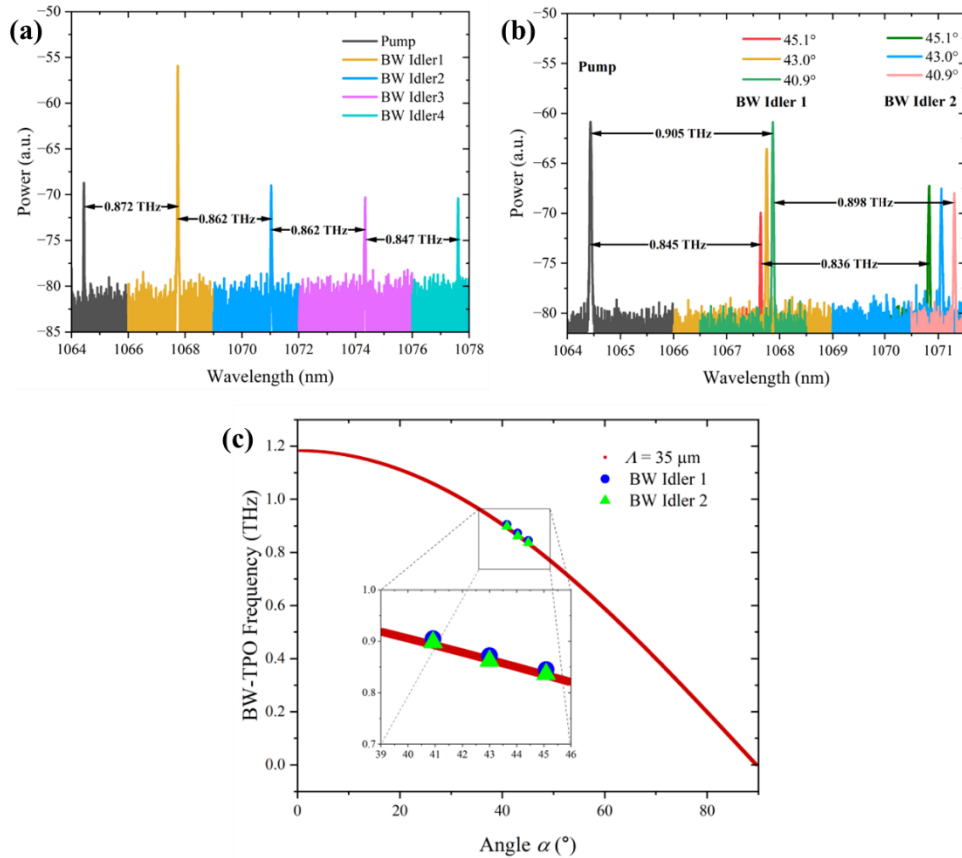 (a)
−50
−55
−60
−65
−70
−75
−80
−85
Power (a.u.)
Pump
BW Idler1
BW Idler2
BW Idler3
BW Idler4
0.872 THz
0.862 THz
0.862 THz
0.847 THz
1064 1066 1068 1070 1072 1074 1076 1078
Wavelength (nm)
(b)
−50
−55
−60
−65
−70
−75
−80
Power (a.u.)
45.1°
43.0°
40.9°
BW Idler 1
45.1°
43.0°
40.9°
BW Idler 2
Pump
0.905 THz
0.898 THz
0.845 THz
0.836 THz
1064 1065 1066 1067 1068 1069 1070 1071
Wavelength (nm)
(c)
1.2
1.0
0.8
0.6
0.4
0.2
0.0
BW-TPO Frequency (THz)
Λ = 35 μm
BW Idler 1
BW Idler 2
1.0
0.9
0.8
0.7
39 40 41 42 43 44 45 46
0 20 40 60 80
Angle α (°)